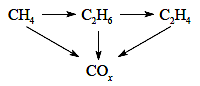 CH₄ → C₂H₆ → C₂H₄
COₓ